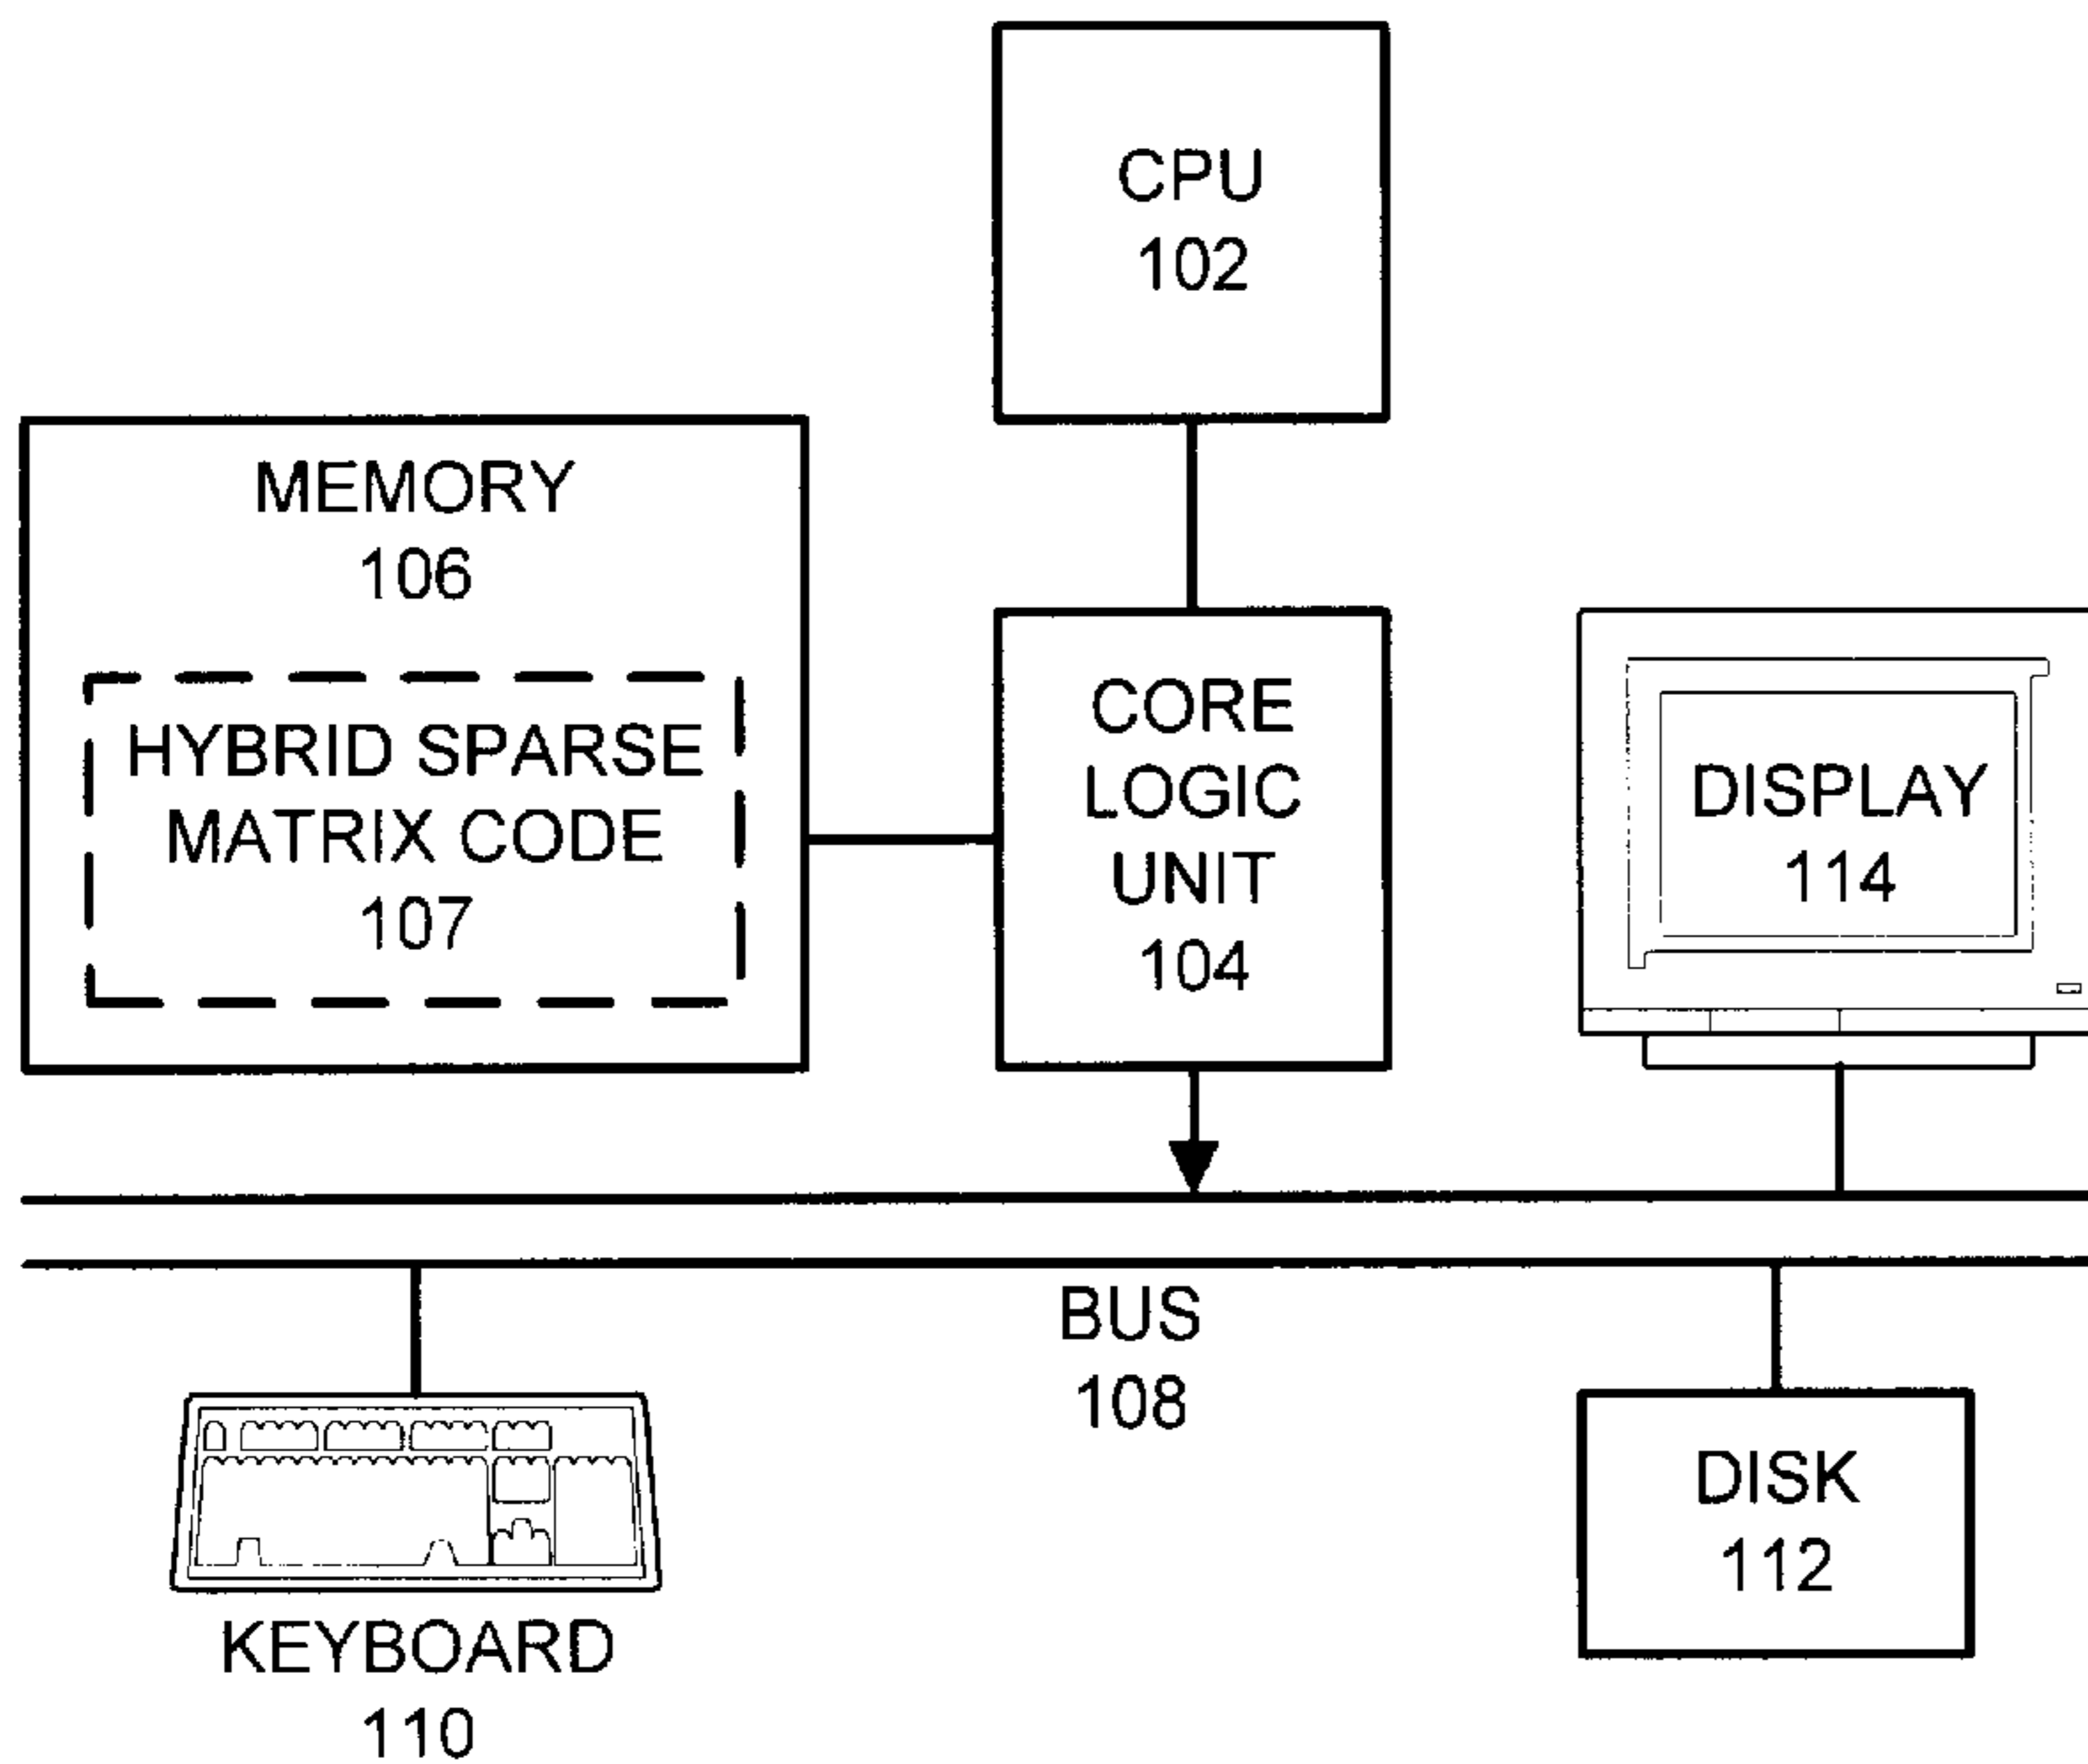 CPU
102
MEMORY
106
HYBRID SPARSE
MATRIX CODE
107
CORE
LOGIC
UNIT
104
DISPLAY
114
BUS
108
KEYBOARD
110
DISK
112